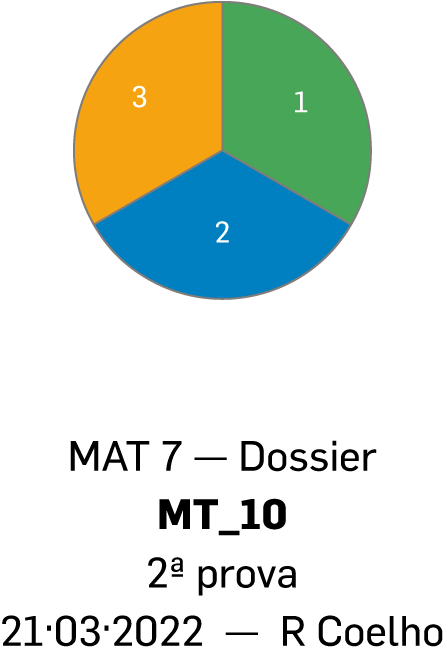 3
1
2
MAT 7 — Dossier
MT_10
2ª prova
21·03·2022 — R Coelho